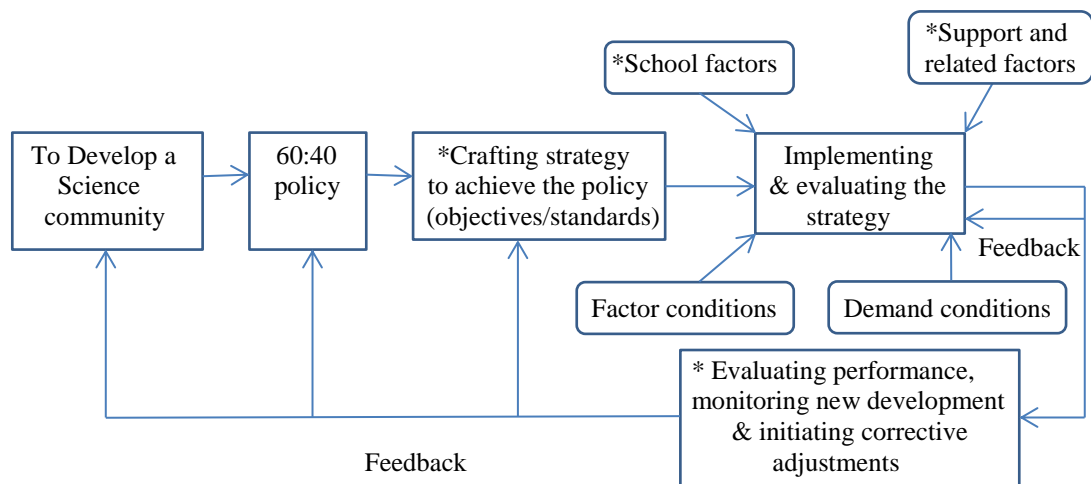 *School factors
*Support and
related factors
To Develop a
Science
community
60:40
policy
*Crafting strategy
to achieve the policy
(objectives/standards)
Implementing
& evaluating the
strategy
Feedback
Factor conditions
Demand conditions
* Evaluating performance,
monitoring new development
& initiating corrective
adjustments
Feedback